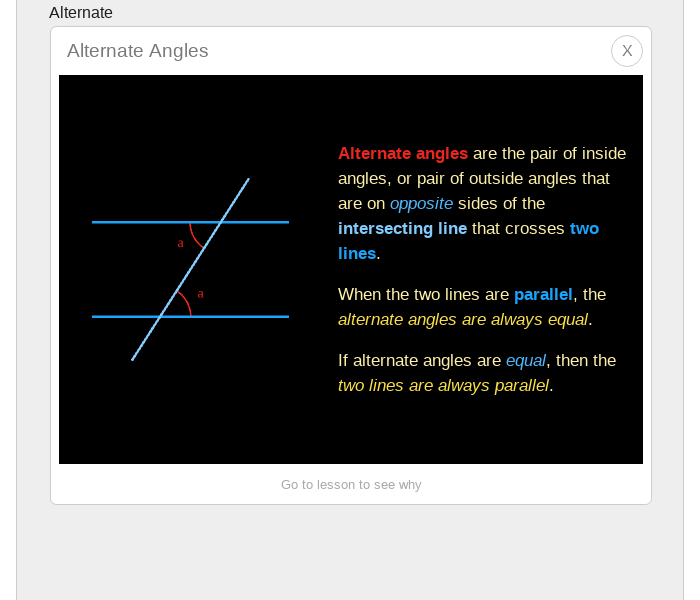 Alternate
Alternate Angles
X
Alternate angles are the pair of inside
angles, or pair of outside angles that
are on opposite sides of the
intersecting line that crosses two
lines.
a
a
When the two lines are parallel, the
alternate angles are always equal.
If alternate angles are equal, then the
two lines are always parallel.
Go to lesson to see why